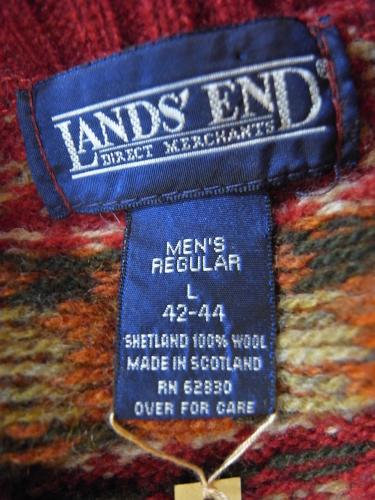 LANDS' END®
DIRECT MERCHANTS
MEN'S
REGULAR
L
42-44
SHETLAND 100% WOOL
MADE IN SCOTLAND
RN 62830
OVER FOR CARE